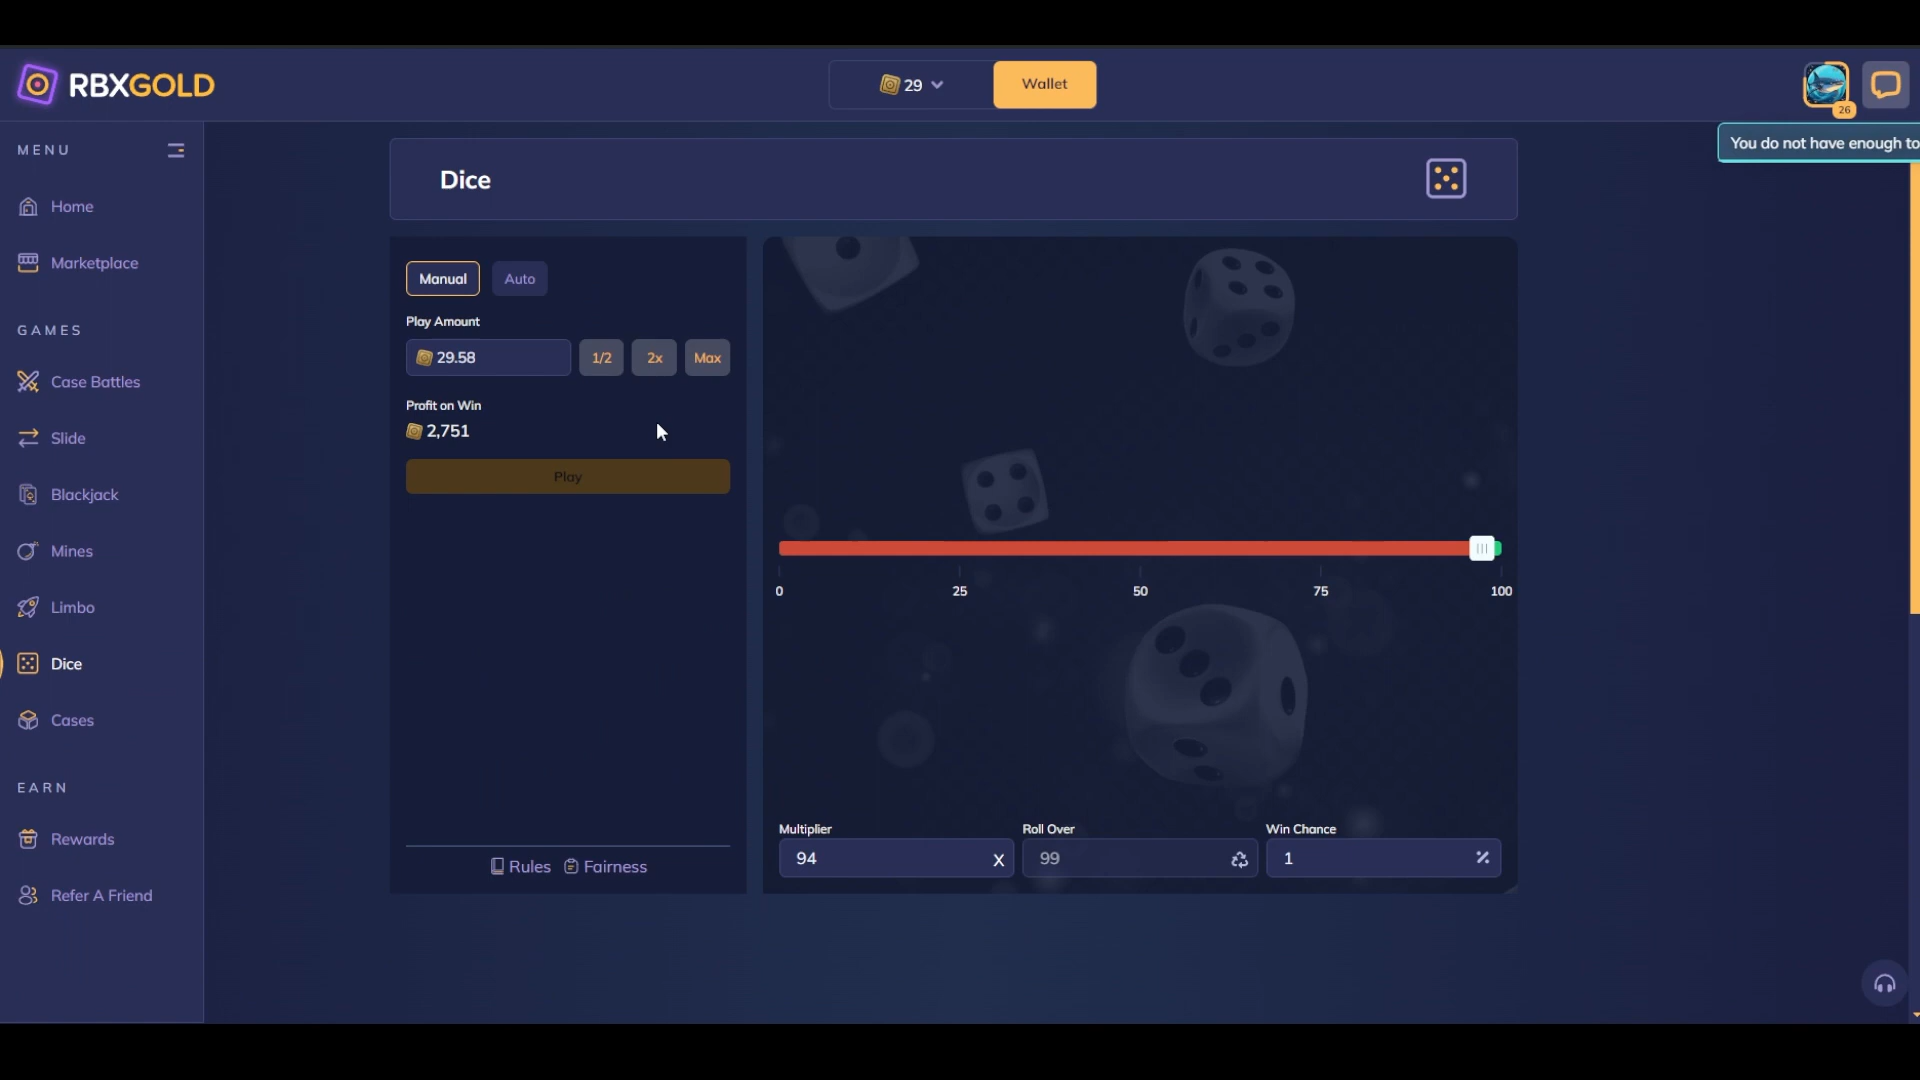 RBXGOLD
29
Wallet
26
You do not have enough to
MENU
Home
Marketplace
GAMES
Case Battles
Slide
Blackjack
Mines
Limbo
Dice
Cases
EARN
Rewards
Refer A Friend
Dice
Manual
Auto
Play Amount
29.58
1/2
2x
Max
Profit on Win
2,751
Play
Rules
Fairness
0
25
50
75
100
Multiplier
Roll Over
Win Chance
94
X
99
1
%